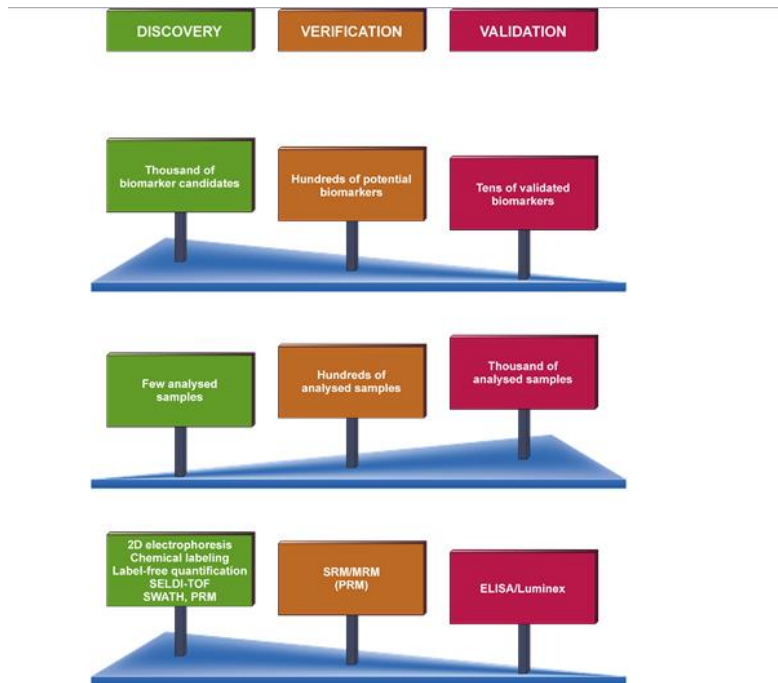 DISCOVERY
VERIFICATION
VALIDATION
Thousand of
biomarker candidates
Hundreds of potential
biomarkers
Tens of validated
biomarkers
Few analysed
samples
Hundreds of
analysed samples
Thousand of
analysed samples
2D electrophoresis
Chemical labeling
Label-free quantification
SELDI-TOF
SWATH, PRM
SRM/MRM
(PRM)
ELISA/Luminex